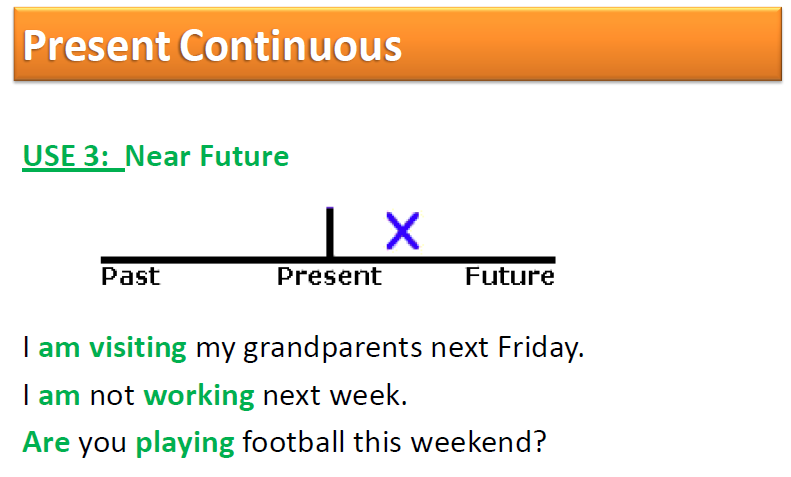 Present Continuous
USE 3:  Near Future
Past Present Future
I am visiting my grandparents next Friday.
I am not working next week.
Are you playing football this weekend?